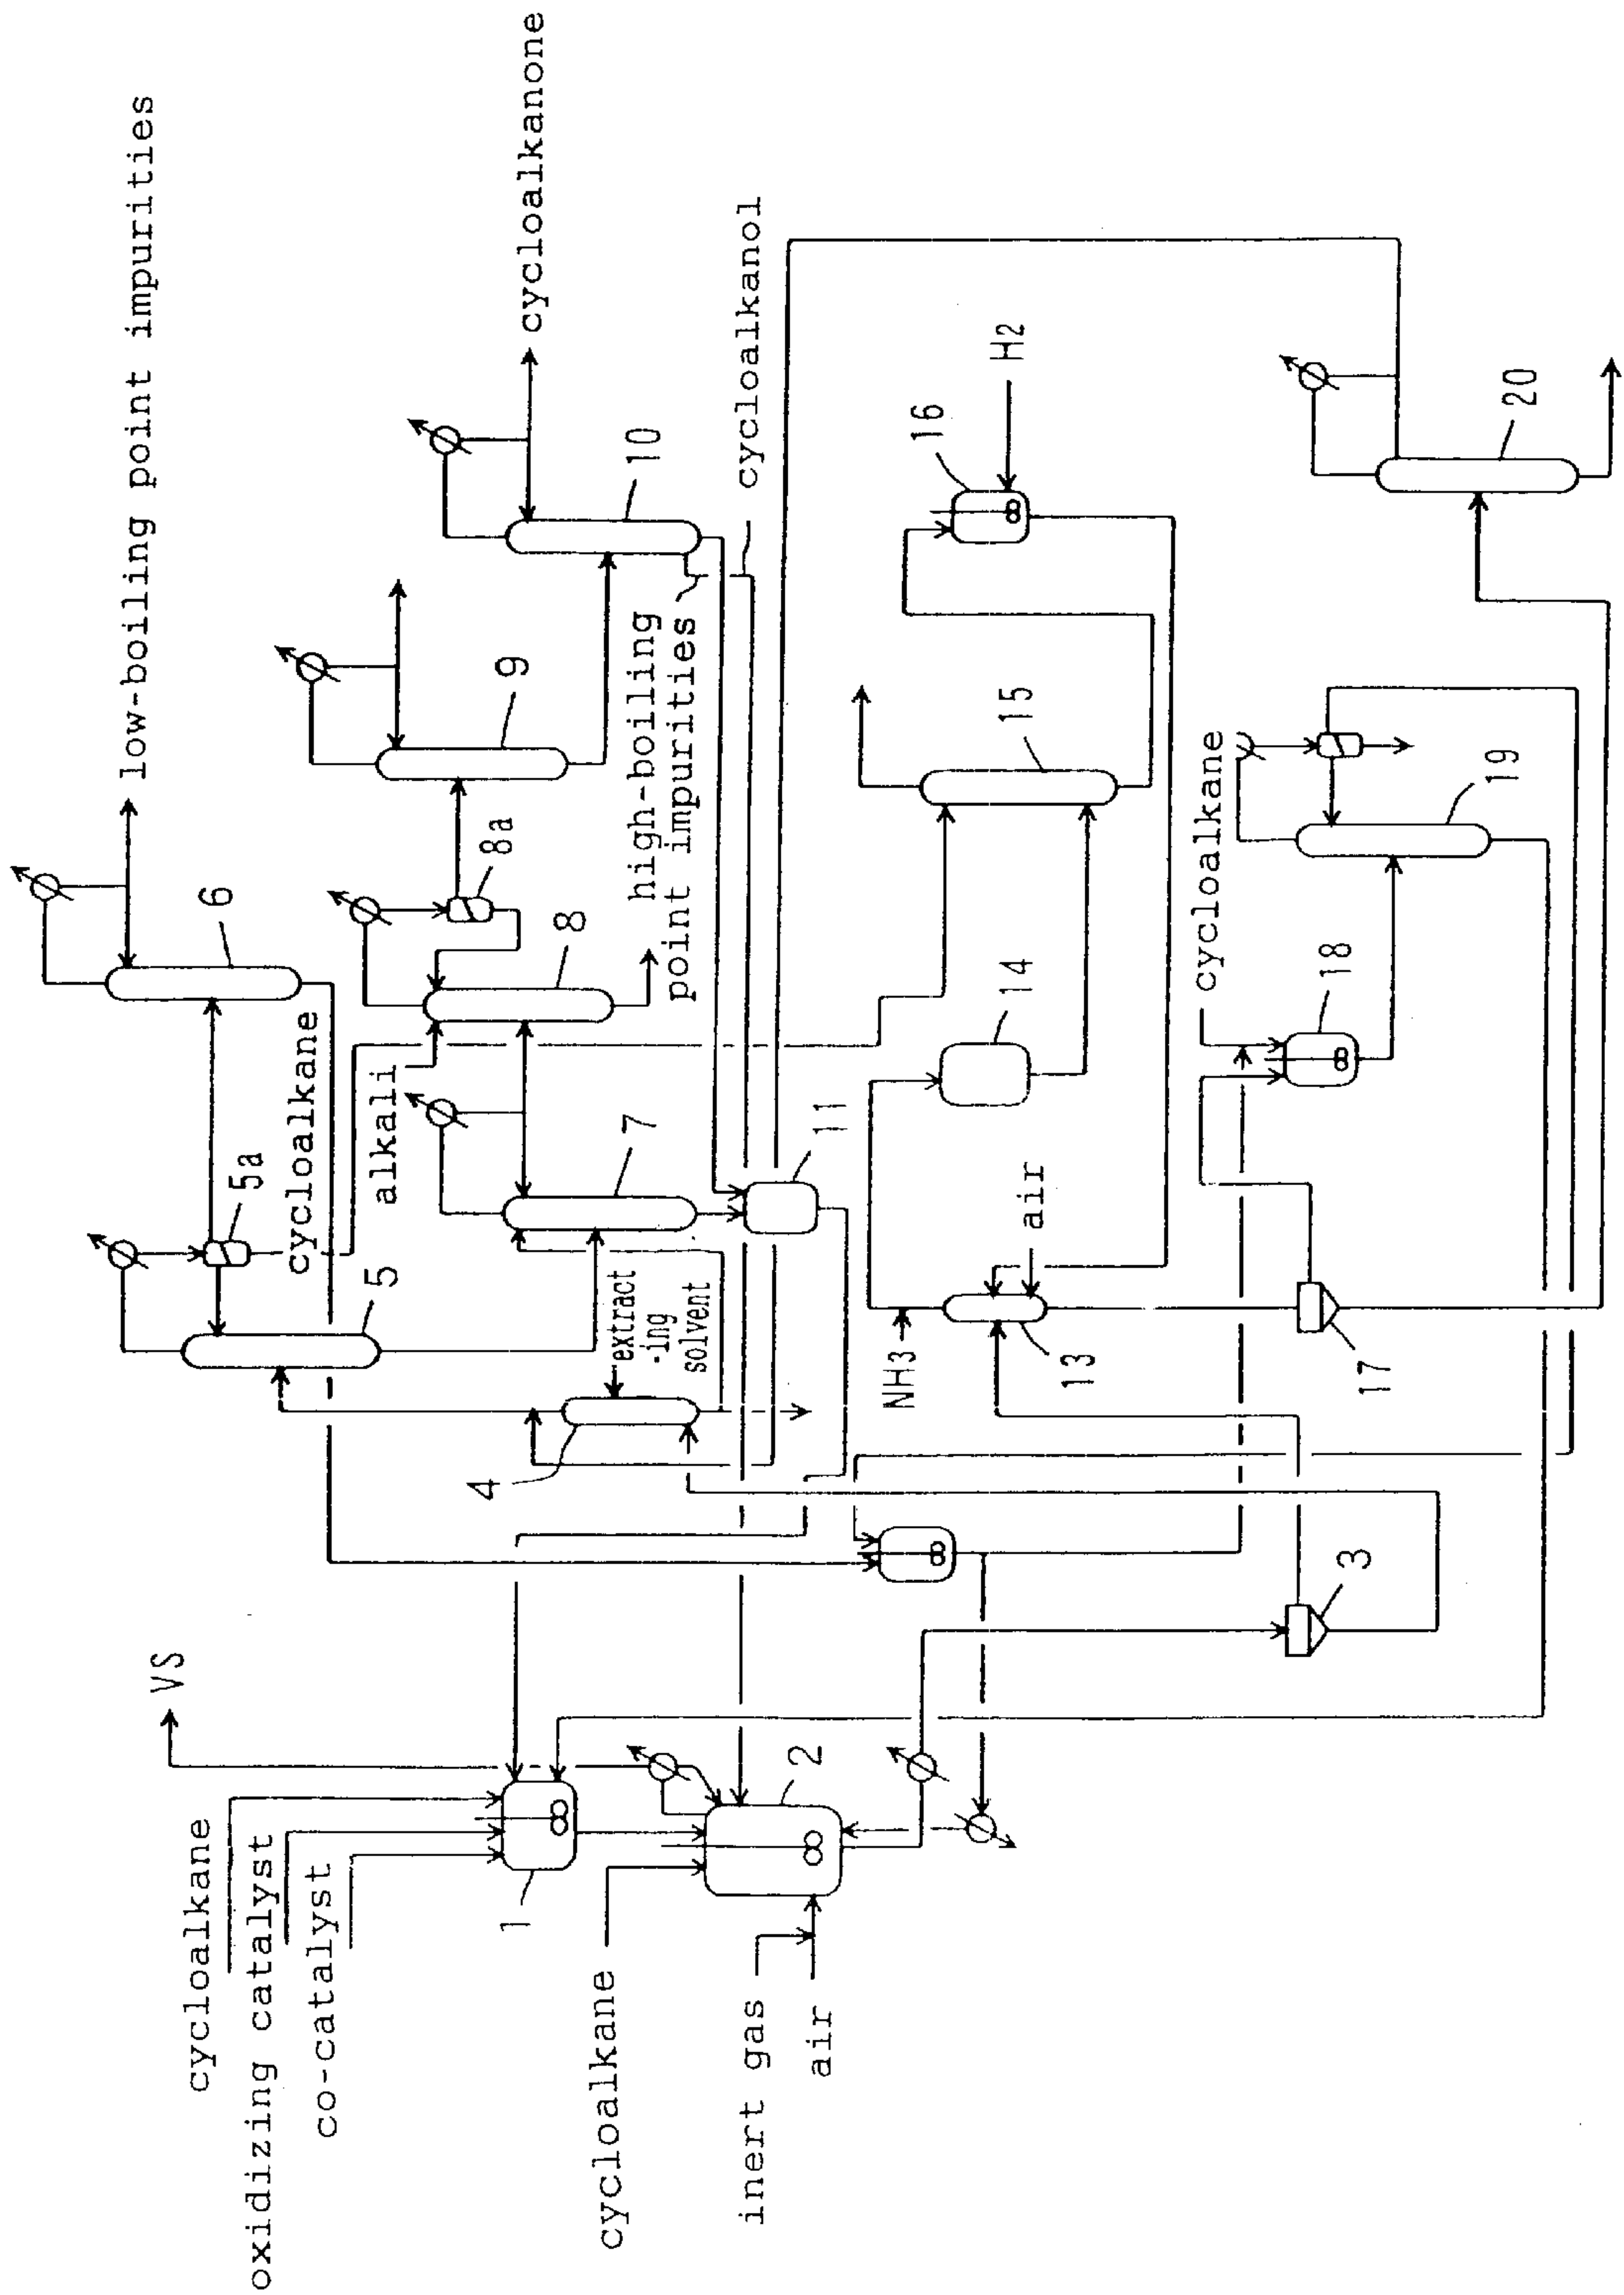 cycloalkane
oxidizing catalyst
co-catalyst
VS
1
cycloalkane
2
inert gas
air
3
4
extract
-ing
solvent
5
5a
cycloalkane
6
low-boiling point impurities
alkali
7
8
8a
high-boiling
point impurities
9
10
cycloalkanone
cycloalkanol
11
NH3
13
air
14
15
16
H2
17
cycloalkane
18
19
20